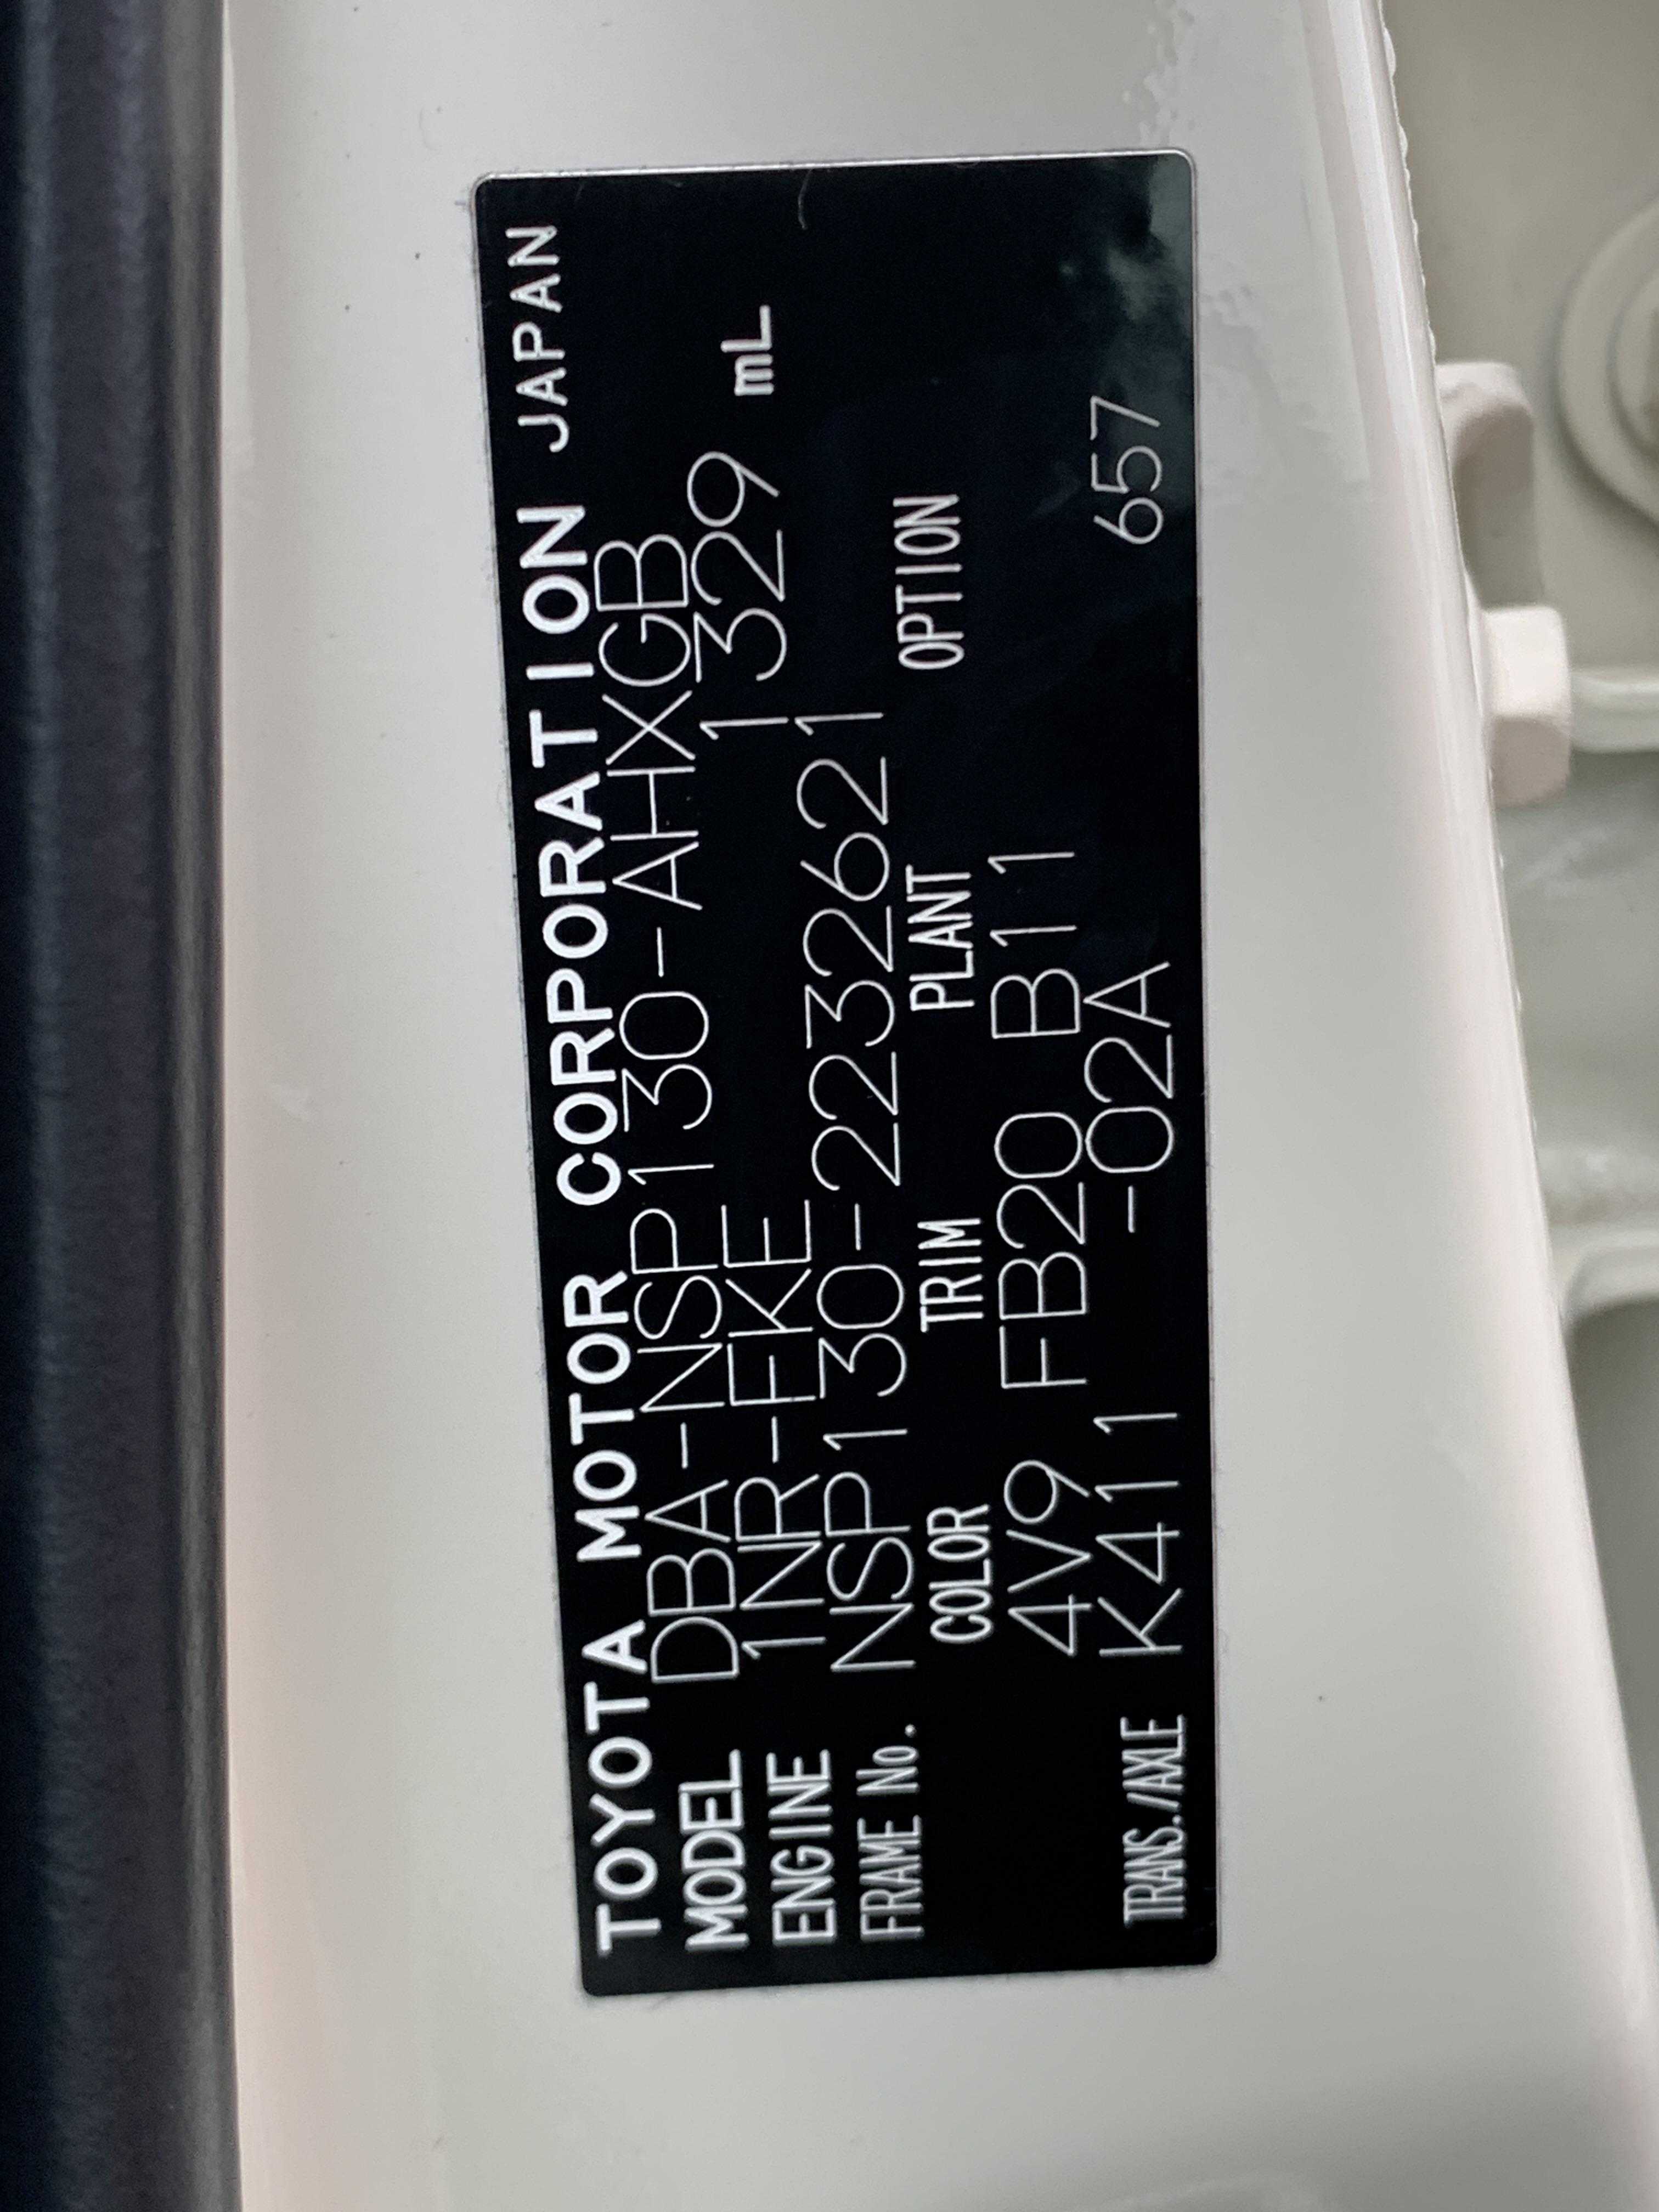 TOYOTA MOTOR CORPORATION JAPAN
MODEL DBA-NSP130-AHXGB
ENGINE 1NR-FKE 1329 mL
FRAME No. NSP130-2232621
COLOR TRIM PLANT OPTION
4V9 FB20 B11
TRANS./AXLE K411 -02A 657